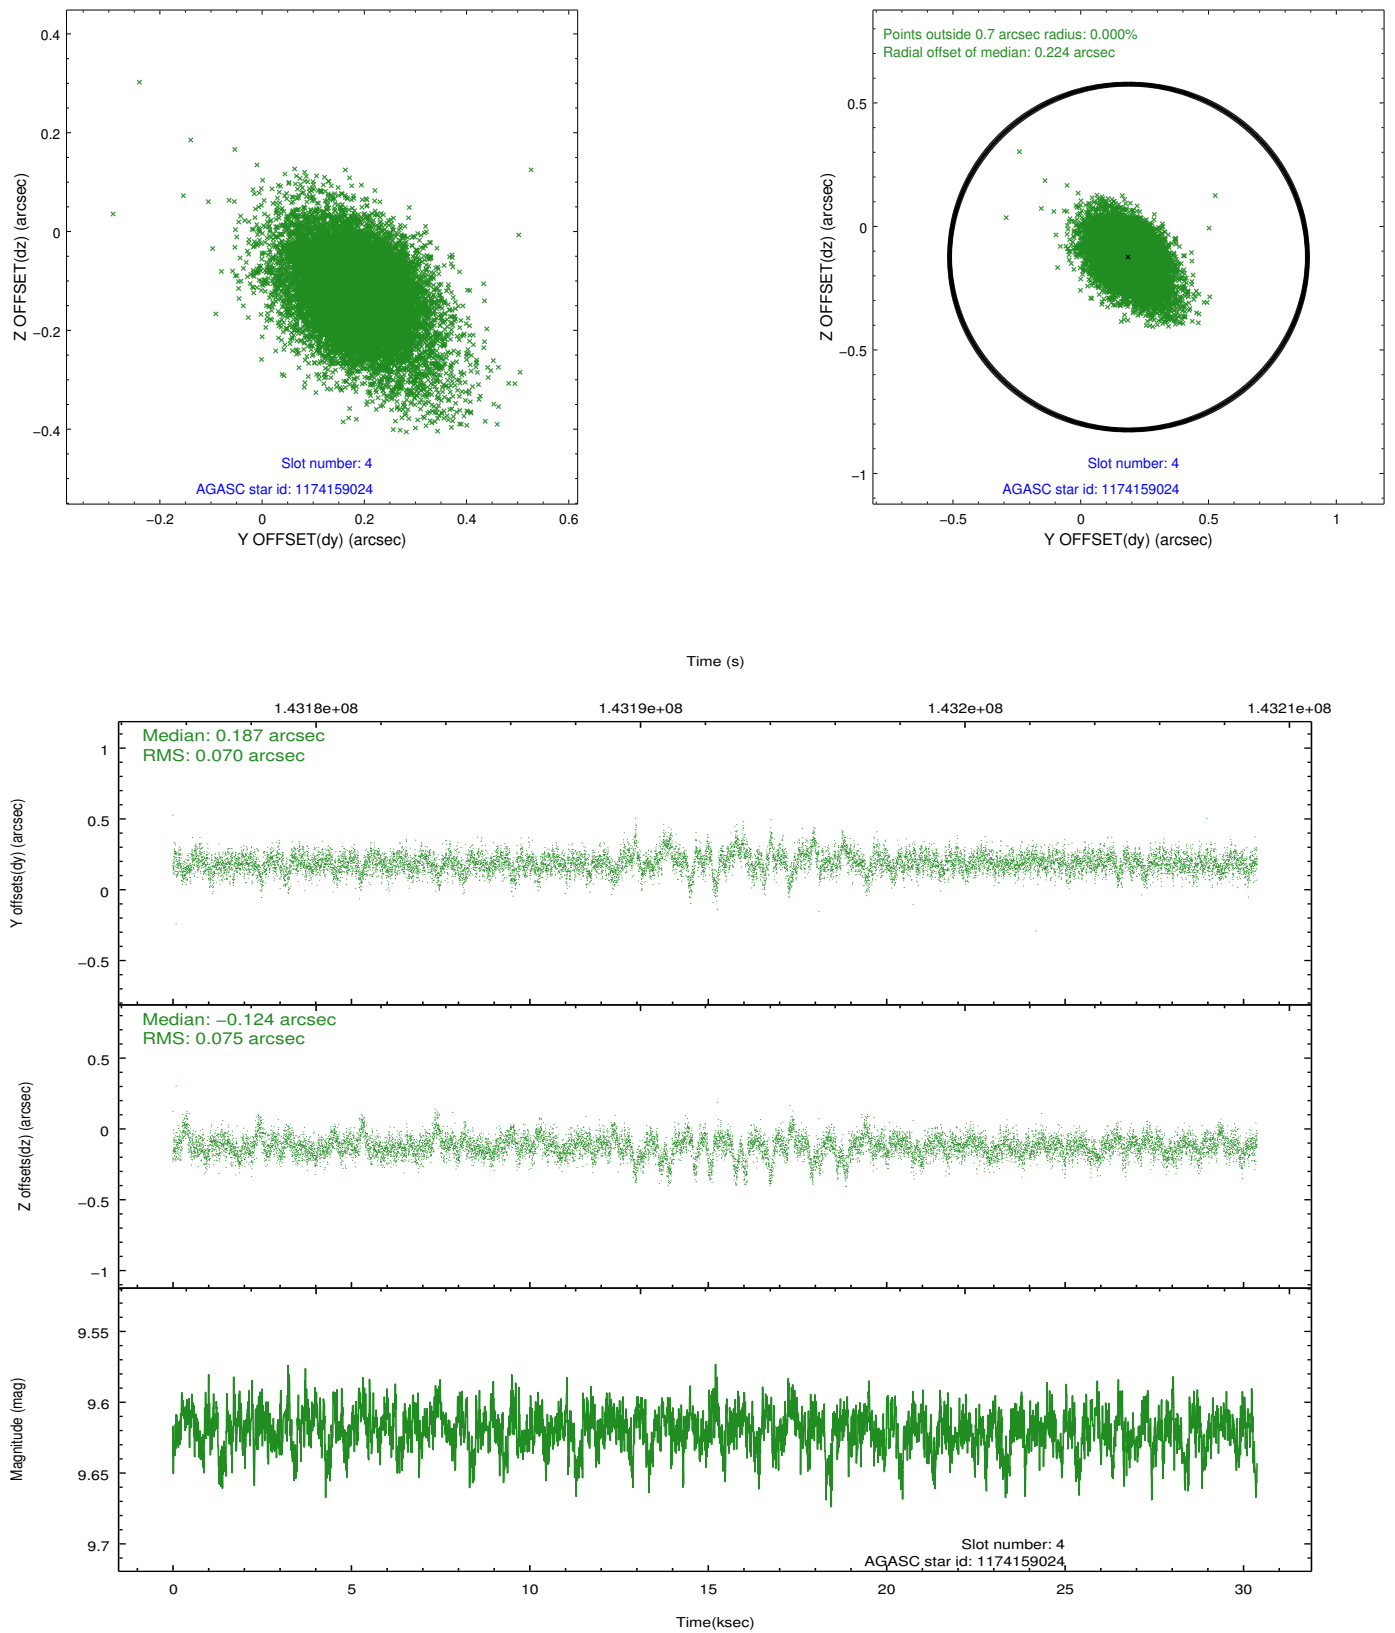 0.4
0.2
0
−0.2
−0.4
Z OFFSET(dz) (arcsec)
Slot number: 4
AGASC star id: 1174159024
−0.2
0
0.2
0.4
0.6
Y OFFSET(dy) (arcsec)
Points outside 0.7 arcsec radius: 0.000%
Radial offset of median: 0.224 arcsec
0.5
0
−0.5
−1
Z OFFSET(dz) (arcsec)
Slot number: 4
AGASC star id: 1174159024
−0.5
0
0.5
1
Y OFFSET(dy) (arcsec)
Time (s)
1.4318e+08
1.4319e+08
1.432e+08
1.4321e+08
Median: 0.187 arcsec
RMS: 0.070 arcsec
1
0.5
0
−0.5
Y offsets(dy) (arcsec)
Median: −0.124 arcsec
RMS: 0.075 arcsec
0.5
0
−0.5
−1
Z offsets(dz) (arcsec)
9.55
9.6
9.65
9.7
Magnitude (mag)
Slot number: 4
AGASC star id: 1174159024
0
5
10
15
20
25
30
Time(ksec)